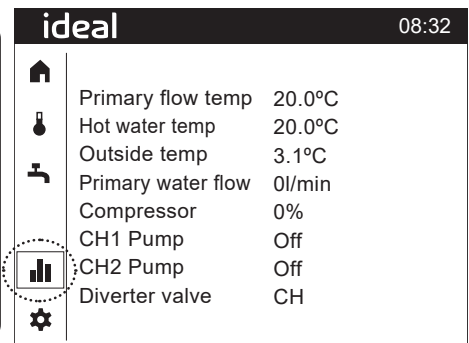 ideal 08:32
Primary flow temp 20.0ºC
Hot water temp 20.0ºC
Outside temp 3.1ºC
Primary water flow 0l/min
Compressor 0%
CH1 Pump Off
CH2 Pump Off
Diverter valve CH